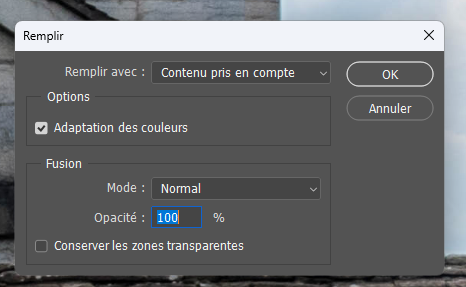 Remplir
Remplir avec : Contenu pris en compte
OK
Options
Annuler
Adaptation des couleurs
Fusion
Mode : Normal
Opacité : 100 %
Conserver les zones transparentes